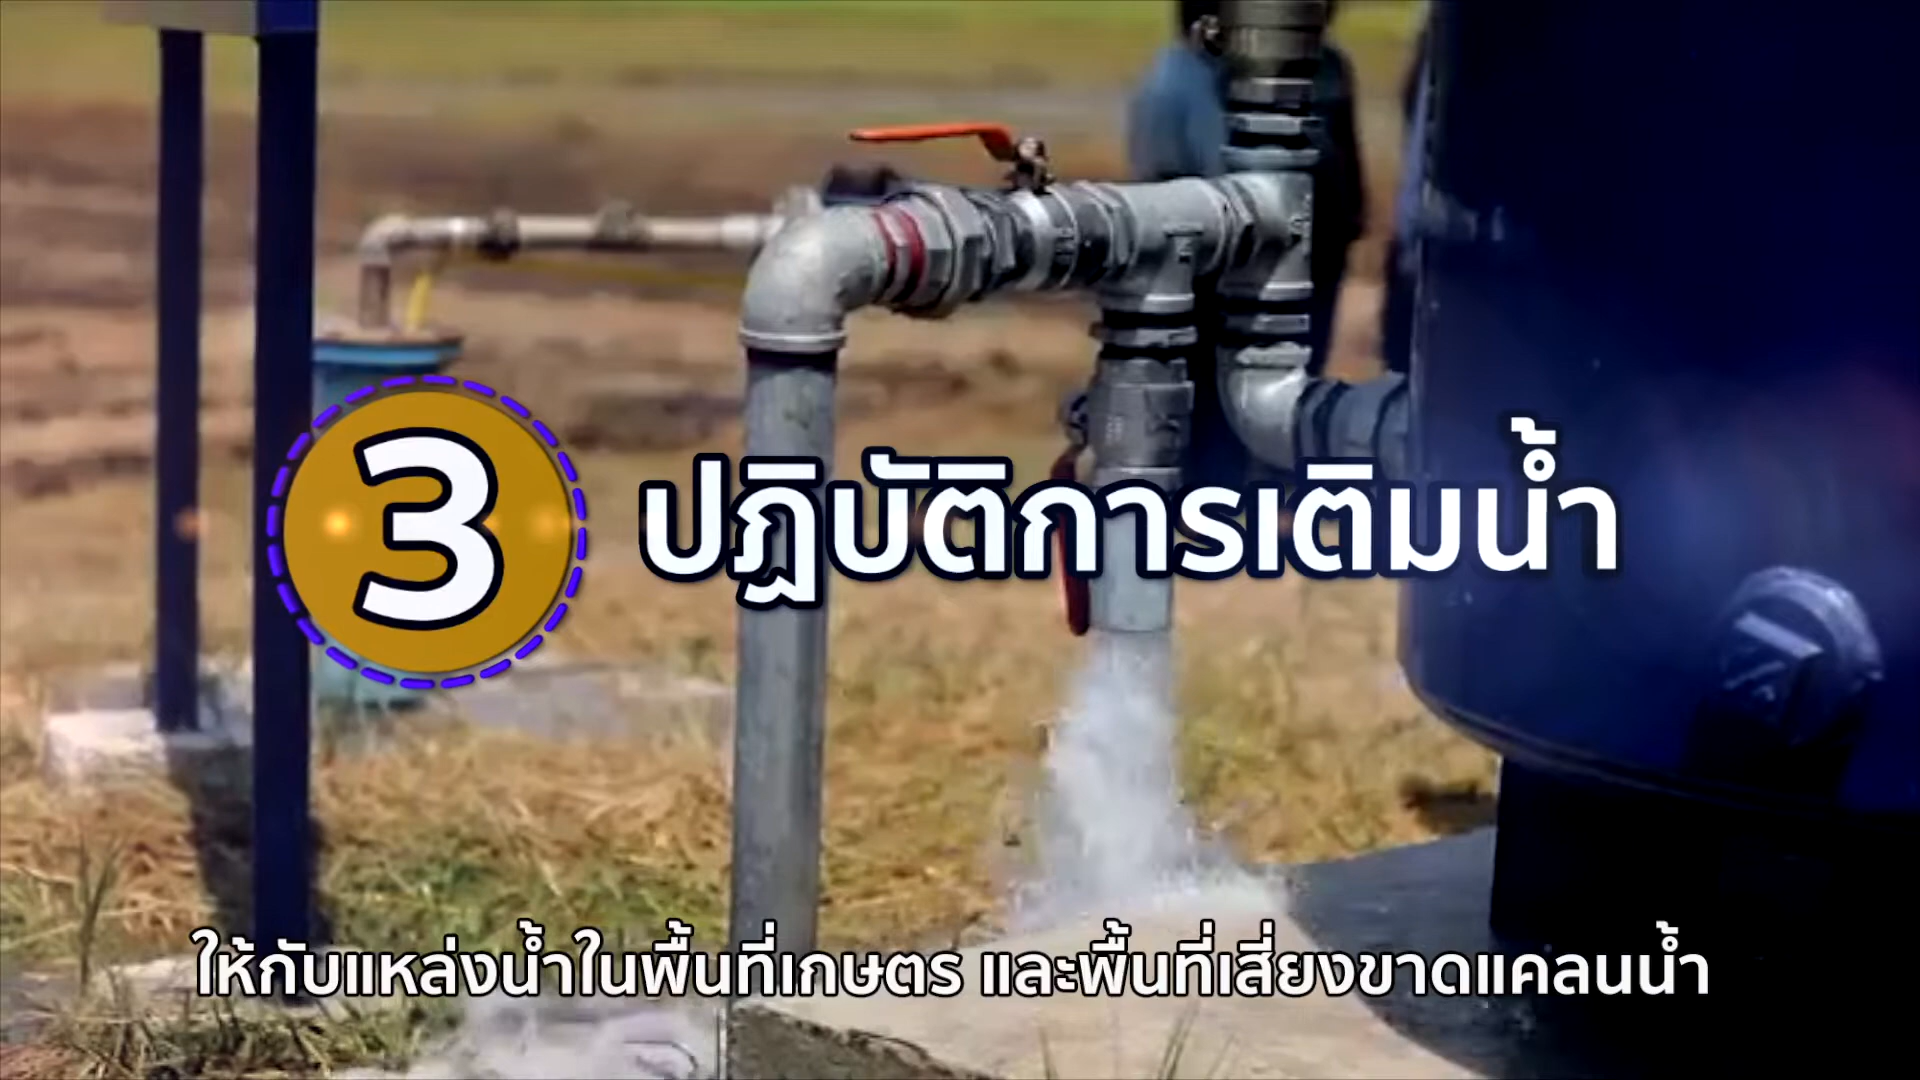 3 ปฏิบัติการเติมน้ำ
ให้กับแหล่งน้ำในพื้นที่เกษตร และพื้นที่เสี่ยงขาดแคลนน้ำ